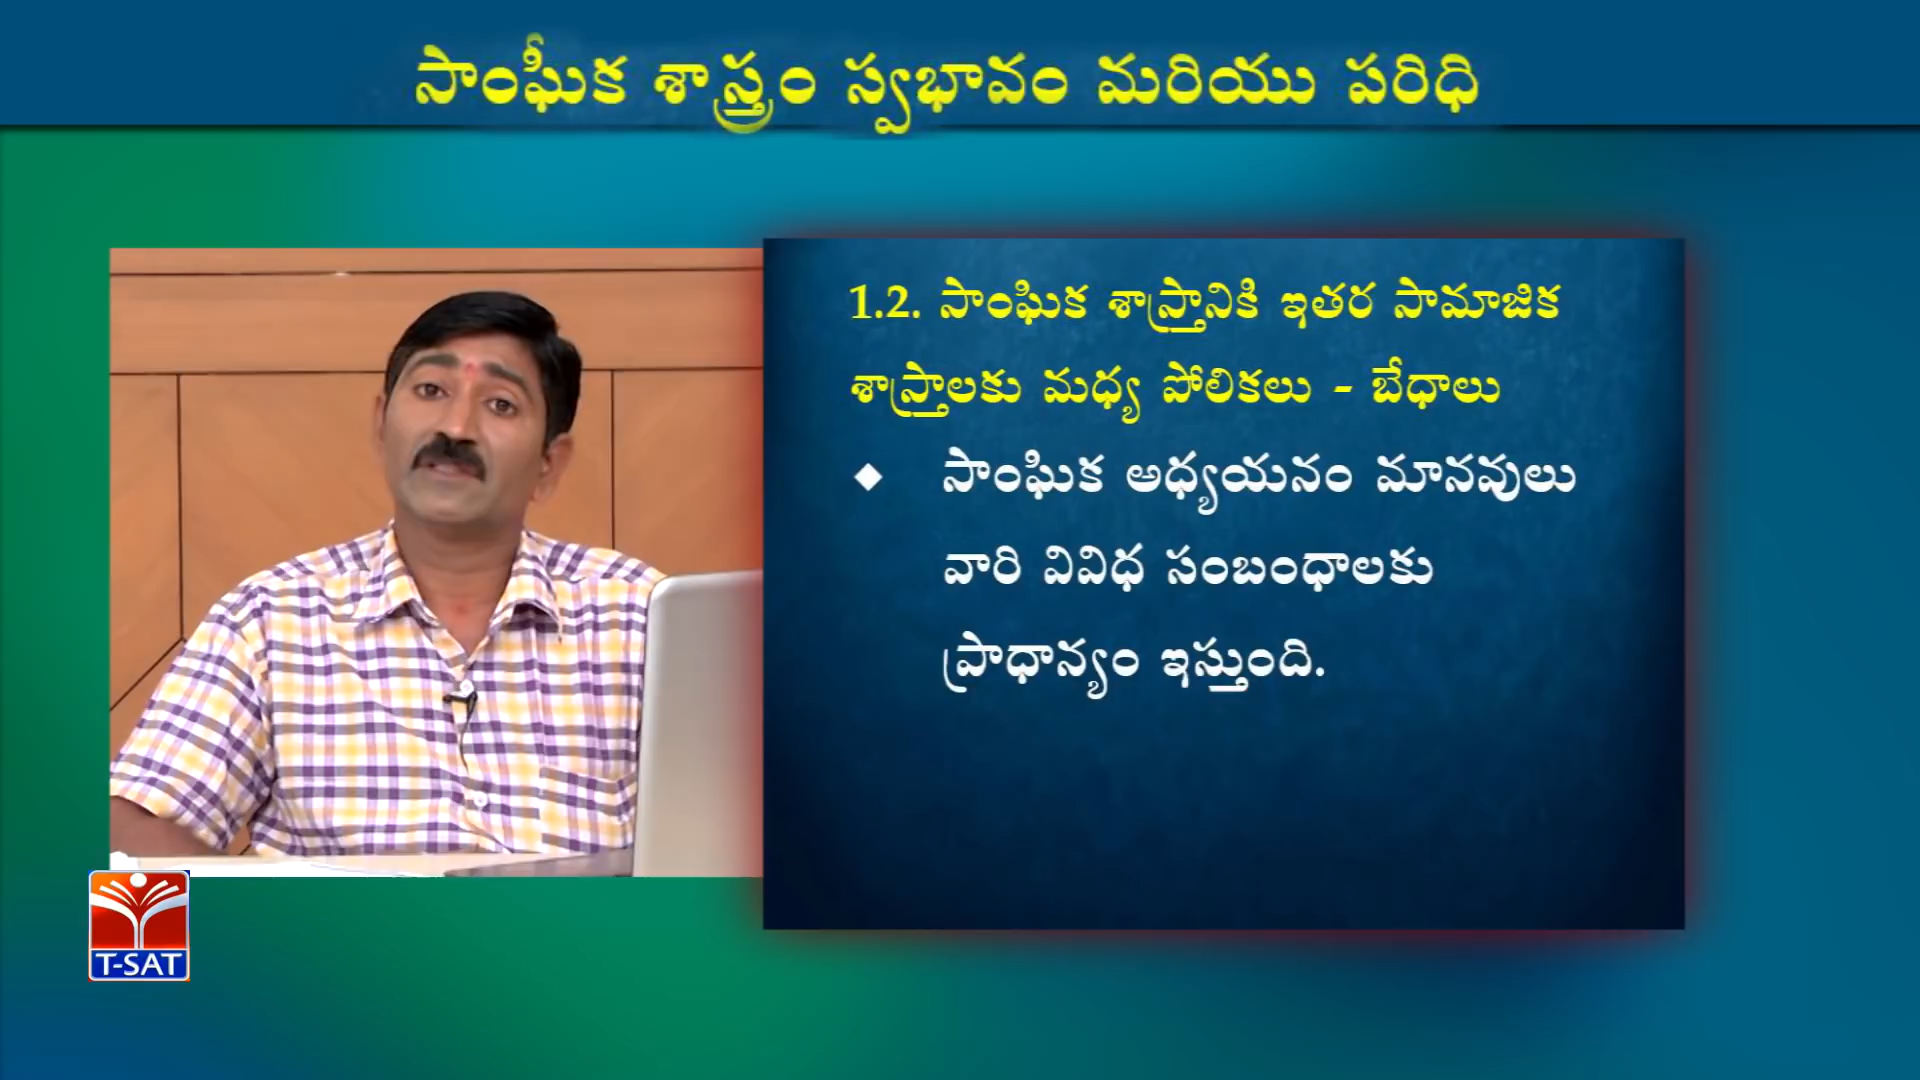 సాంఘీక శాస్త్రం స్వభావం మరియు పరిధి
1.2. సాంఘిక శాస్త్రానికి ఇతర సామాజిక
శాస్త్రాలకు మధ్య పోలికలు - బేధాలు
◆ సాంఘిక అధ్యయనం మానవులు
వారి వివిధ సంబంధాలకు
ప్రాధాన్యం ఇస్తుంది.
T-SAT